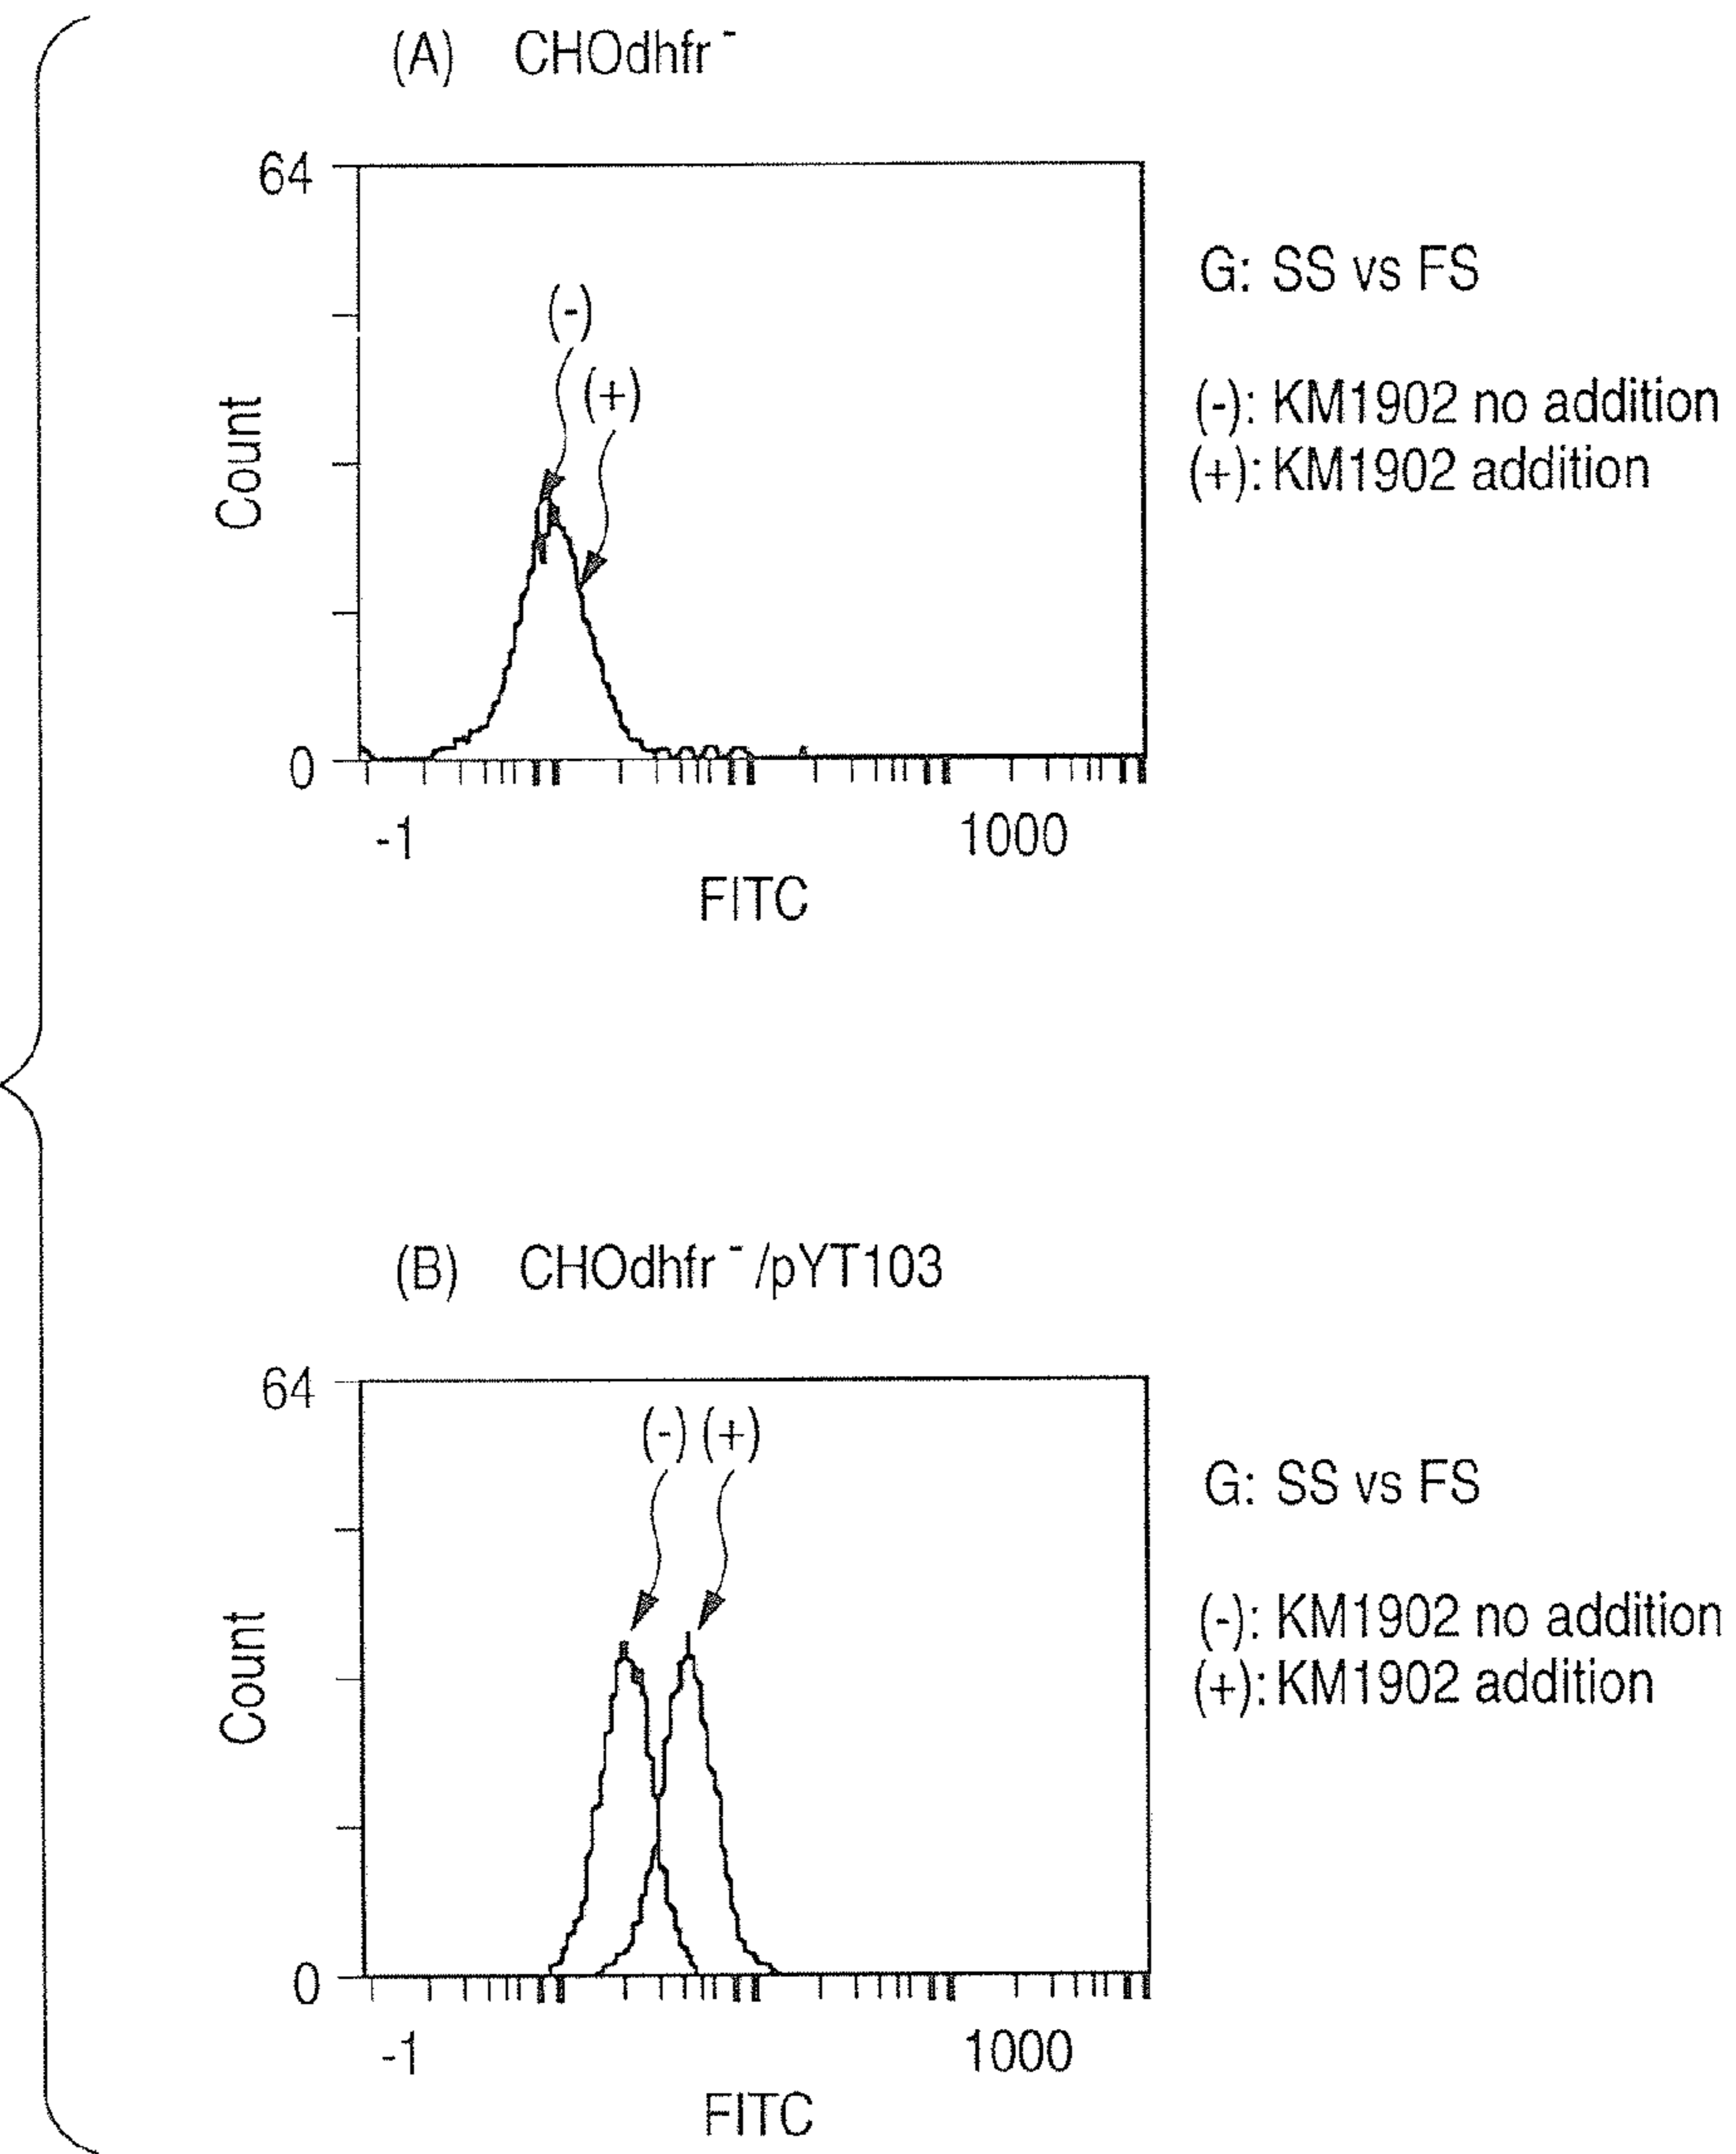 (A) CHOdhfr⁻
64
(-)
(+)
Count
0
-1
1000
FITC
G: SS vs FS
(-): KM1902 no addition
(+): KM1902 addition
(B) CHOdhfr⁻/pYT103
64
(-) (+)
Count
0
-1
1000
FITC
G: SS vs FS
(-): KM1902 no addition
(+): KM1902 addition